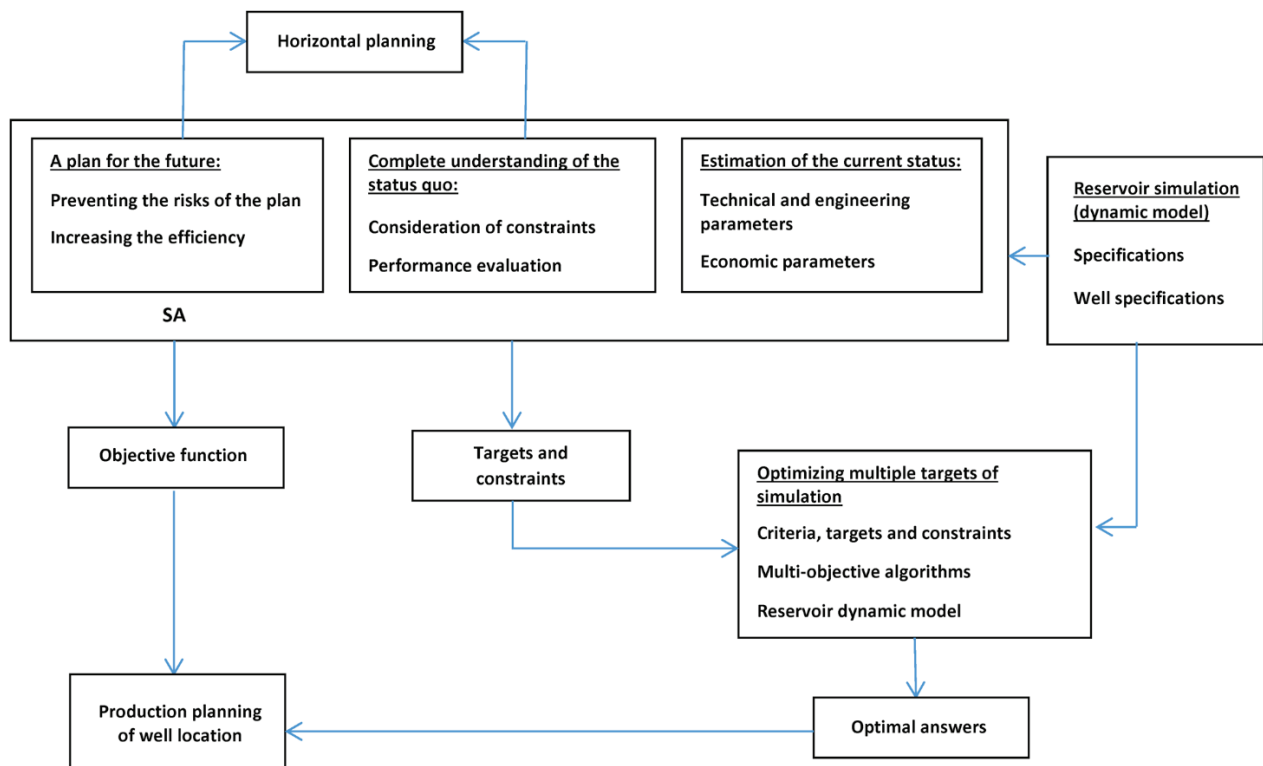 Horizontal planning
A plan for the future:
Preventing the risks of the plan
Increasing the efficiency
Complete understanding of the
status quo:
Consideration of constraints
Performance evaluation
Estimation of the current status:
Technical and engineering
parameters
Economic parameters
SA
Reservoir simulation
(dynamic model)
Specifications
Well specifications
Objective function
Targets and
constraints
Optimizing multiple targets of
simulation
Criteria, targets and constraints
Multi-objective algorithms
Reservoir dynamic model
Production planning
of well location
Optimal answers